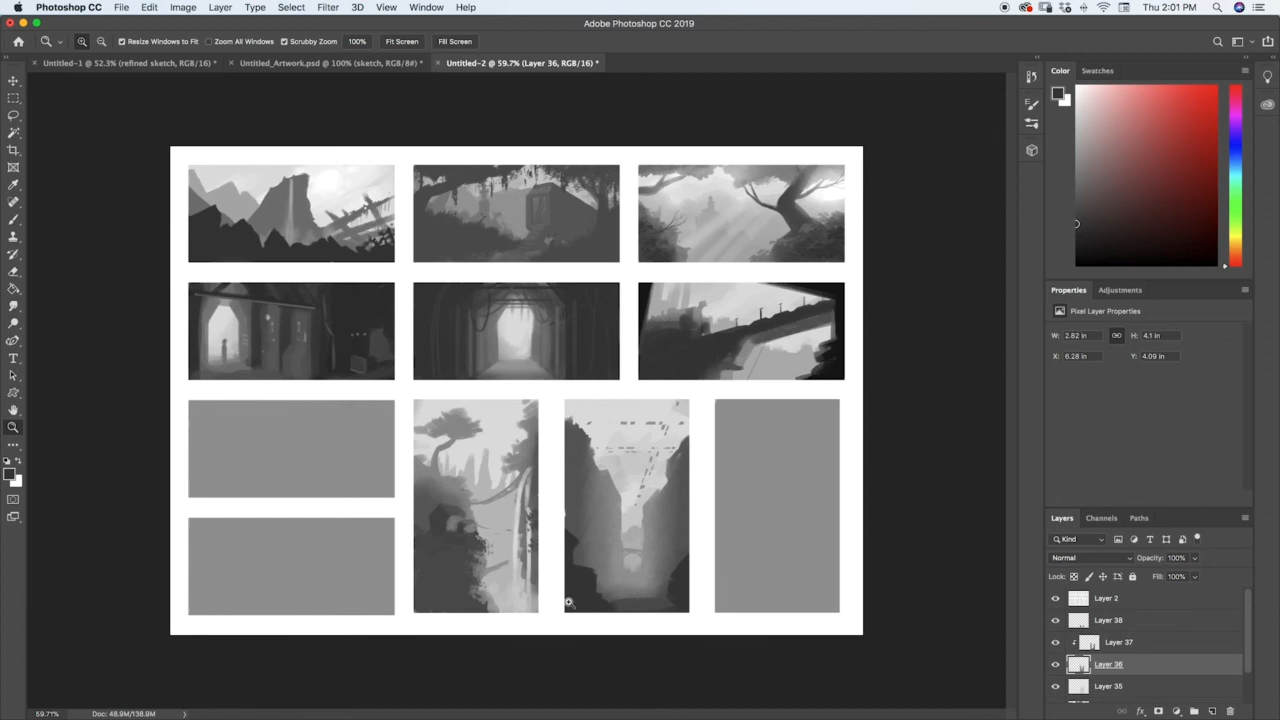 Photoshop CC File Edit Image Layer Type Select Filter 3D View Window Help Thu 2:01 PM
Adobe Photoshop CC 2019
Resize Windows to Fit Zoom All Windows Scrubby Zoom 100% Fit Screen Fill Screen
Untitled-1 @ 52.3% (refined sketch, RGB/16) * Untitled_Artwork.psd @ 100% (sketch, RGB/8#) * Untitled-2 @ 59.7% (Layer 36, RGB/16) *
Color Swatches
Properties Adjustments
Pixel Layer Properties
W: 2.82 in H: 4.1 in
X: 6.28 in Y: 4.09 in
Layers Channels Paths
Kind
Normal Opacity: 100%
Lock: Fill: 100%
Layer 2
Layer 38
Layer 37
Layer 36
Layer 35
59.71% Doc: 48.9M/138.9M